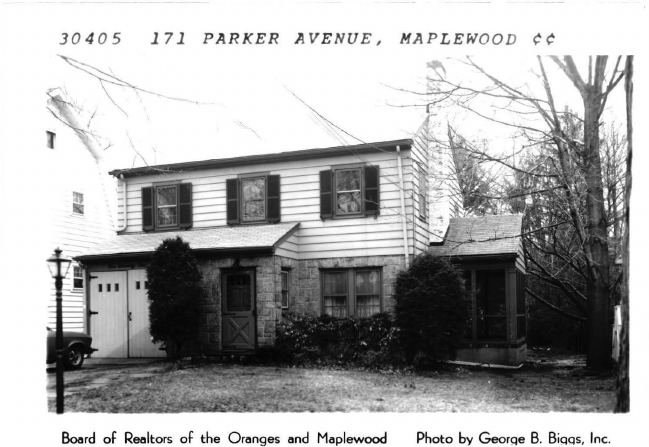 30405 171 PARKER AVENUE, MAPLEWOOD ¢¢
Board of Realtors of the Oranges and Maplewood Photo by George B. Biggs, Inc.